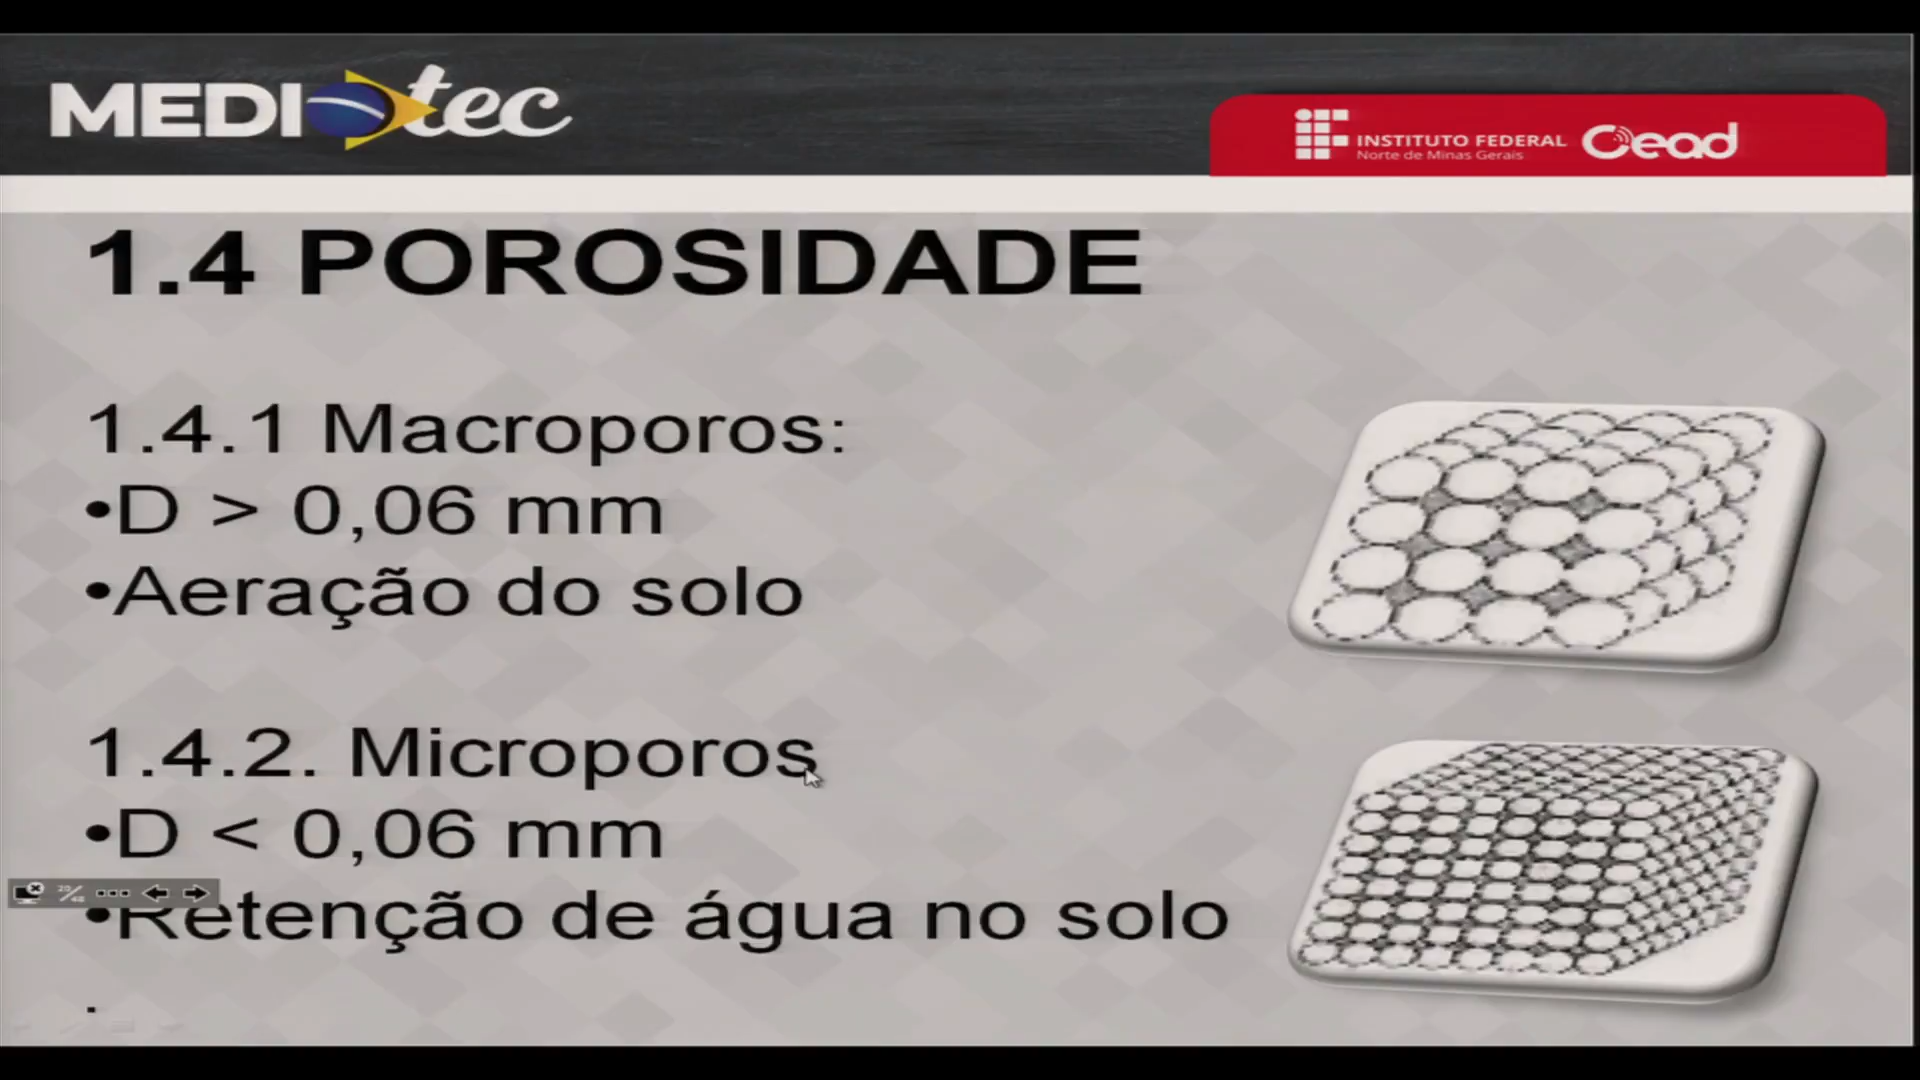 MEDIOtec
INSTITUTO FEDERAL
Norte de Minas Gerais
Cead
1.4 POROSIDADE
1.4.1 Macroporos:
•D > 0,06 mm
•Aeração do solo
1.4.2. Microporos
•D < 0,06 mm
•Retenção de água no solo
.